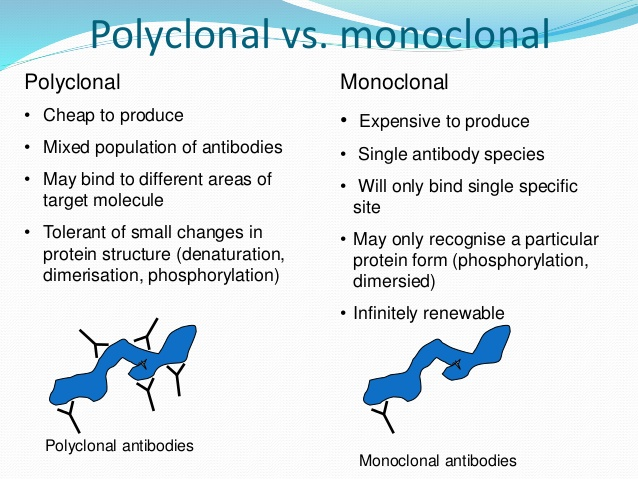 Polyclonal vs. monoclonal
Polyclonal
• Cheap to produce
• Mixed population of antibodies
• May bind to different areas of
target molecule
• Tolerant of small changes in
protein structure (denaturation,
dimerisation, phosphorylation)
Polyclonal antibodies
Monoclonal
• Expensive to produce
• Single antibody species
• Will only bind single specific
site
• May only recognise a particular
protein form (phosphorylation,
dimersied)
• Infinitely renewable
Monoclonal antibodies